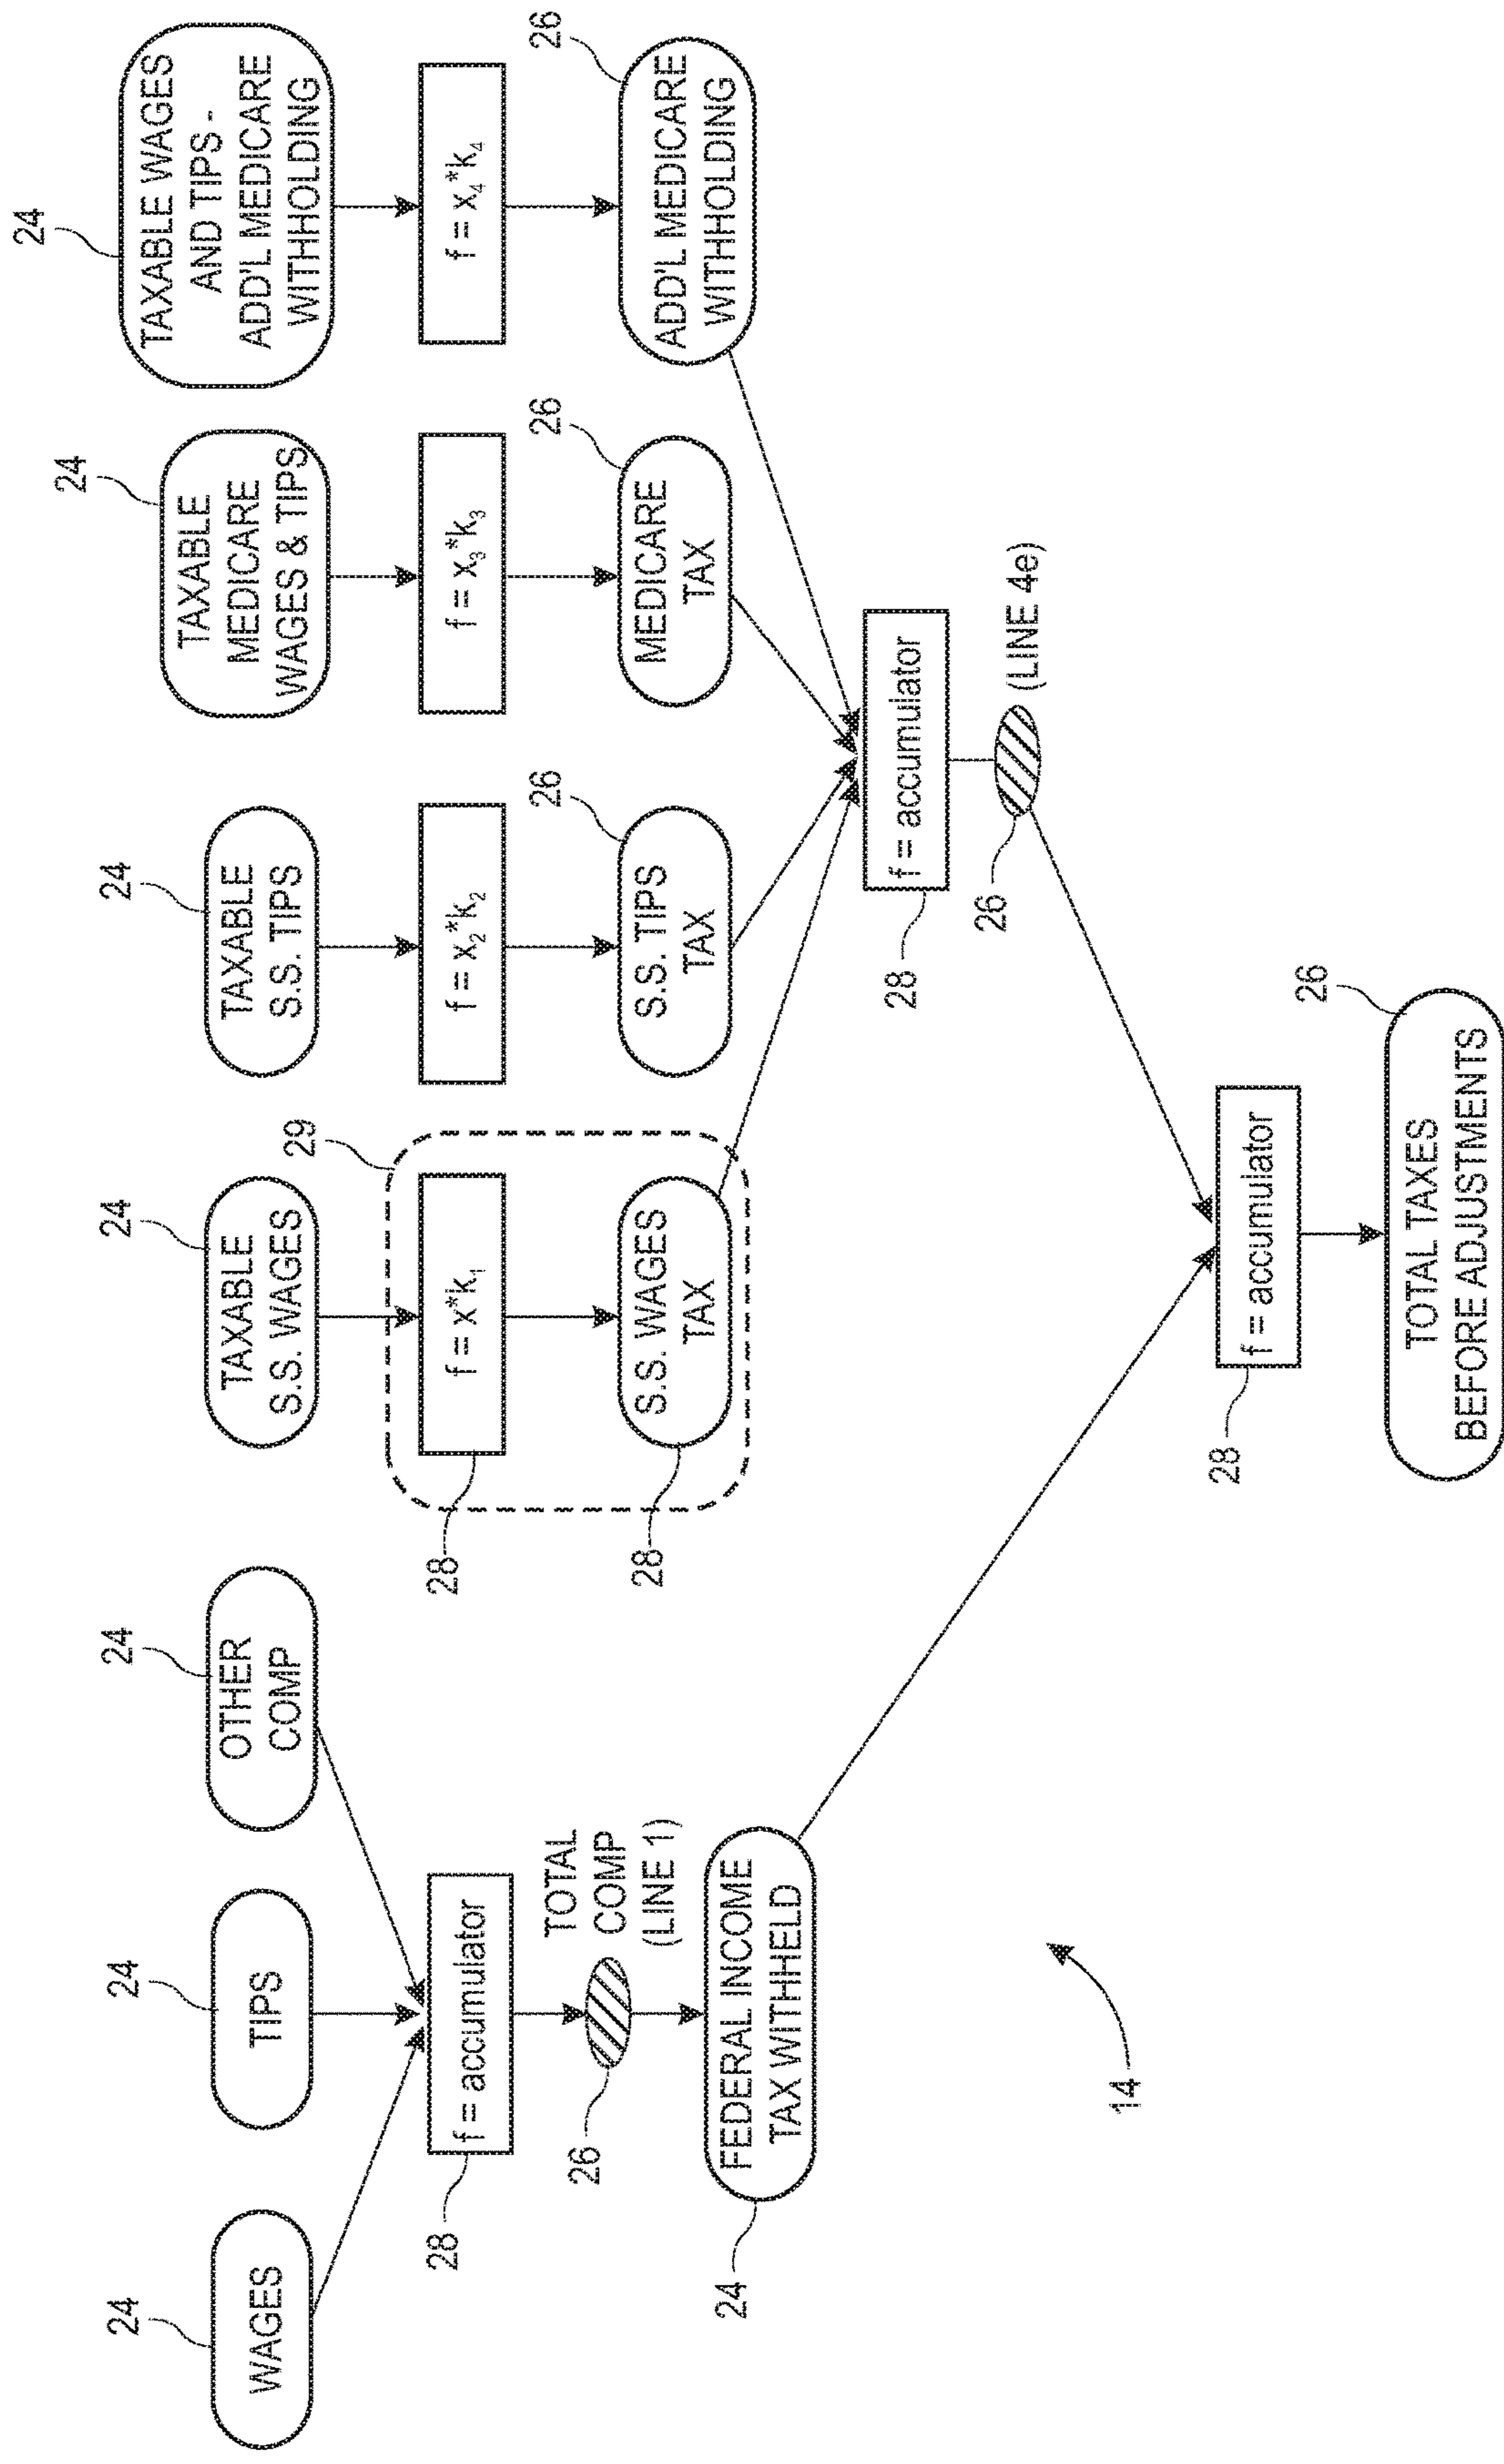 24
WAGES
24
TIPS
24
OTHER
COMP
24
TAXABLE
S.S. WAGES
24
TAXABLE
S.S. TIPS
24
TAXABLE
MEDICARE
WAGES & TIPS
24
TAXABLE WAGES
AND TIPS -
ADD'L MEDICARE
WITHHOLDING
28
f = accumulator
29
28
f = x*k₁
f = x₂*k₂
f = x₃*k₃
f = x₄*k₄
26
TOTAL
COMP
(LINE 1)
28
S.S. WAGES
TAX
26
S.S. TIPS
TAX
26
MEDICARE
TAX
26
ADD'L MEDICARE
WITHHOLDING
24
FEDERAL INCOME
TAX WITHHELD
28
f = accumulator
26
(LINE 4e)
14
28
f = accumulator
26
TOTAL TAXES
BEFORE ADJUSTMENTS